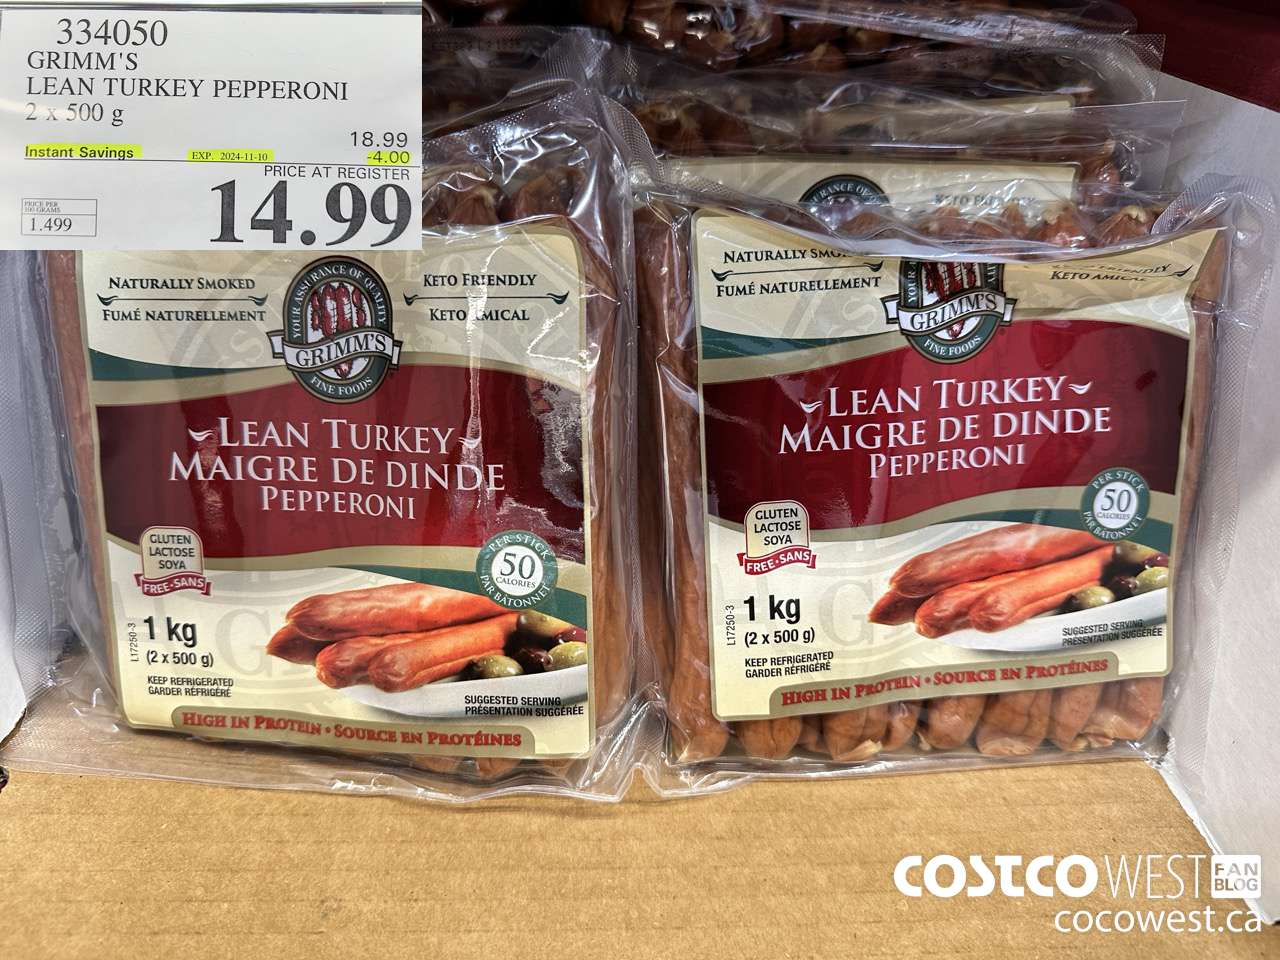 334050
GRIMM'S
LEAN TURKEY PEPPERONI
2 x 500 g
18.99
Instant Savings EXP. 2024-11-10 -4.00
PRICE AT REGISTER
14.99
PRICE PER
100 GRAMS
1.499
NATURALLY SMOKED
FUMÉ NATURELLEMENT
YOUR ASSURANCE OF QUALITY
GRIMM'S
FINE FOODS
KETO FRIENDLY
KETO AMICAL
LEAN TURKEY
MAIGRE DE DINDE
PEPPERONI
GLUTEN
LACTOSE
SOYA
FREE-SANS
PER STICK
50
CALORIES
PAR BÂTONNET
L17250-3
1 kg
(2 x 500 g)
KEEP REFRIGERATED
GARDER RÉFRIGÉRÉ
SUGGESTED SERVING
PRÉSENTATION SUGGÉRÉE
HIGH IN PROTEIN • SOURCE EN PROTÉINES
NATURALLY
FUMÉ NATURELLEMENT
GRIMM'S
FINE FOODS
KETO AMICAL
LEAN TURKEY
MAIGRE DE DINDE
PEPPERONI
GLUTEN
LACTOSE
SOYA
FREE-SANS
PER STICK
50
CALORIES
PAR BÂTONNET
L17250-3
1 kg
(2 x 500 g)
KEEP REFRIGERATED
GARDER RÉFRIGÉRÉ
SUGGESTED SERVING
PRÉSENTATION SUGGÉRÉE
HIGH IN PROTEIN • SOURCE EN PROTÉINES
COSTCO WEST FAN BLOG
cocowest.ca